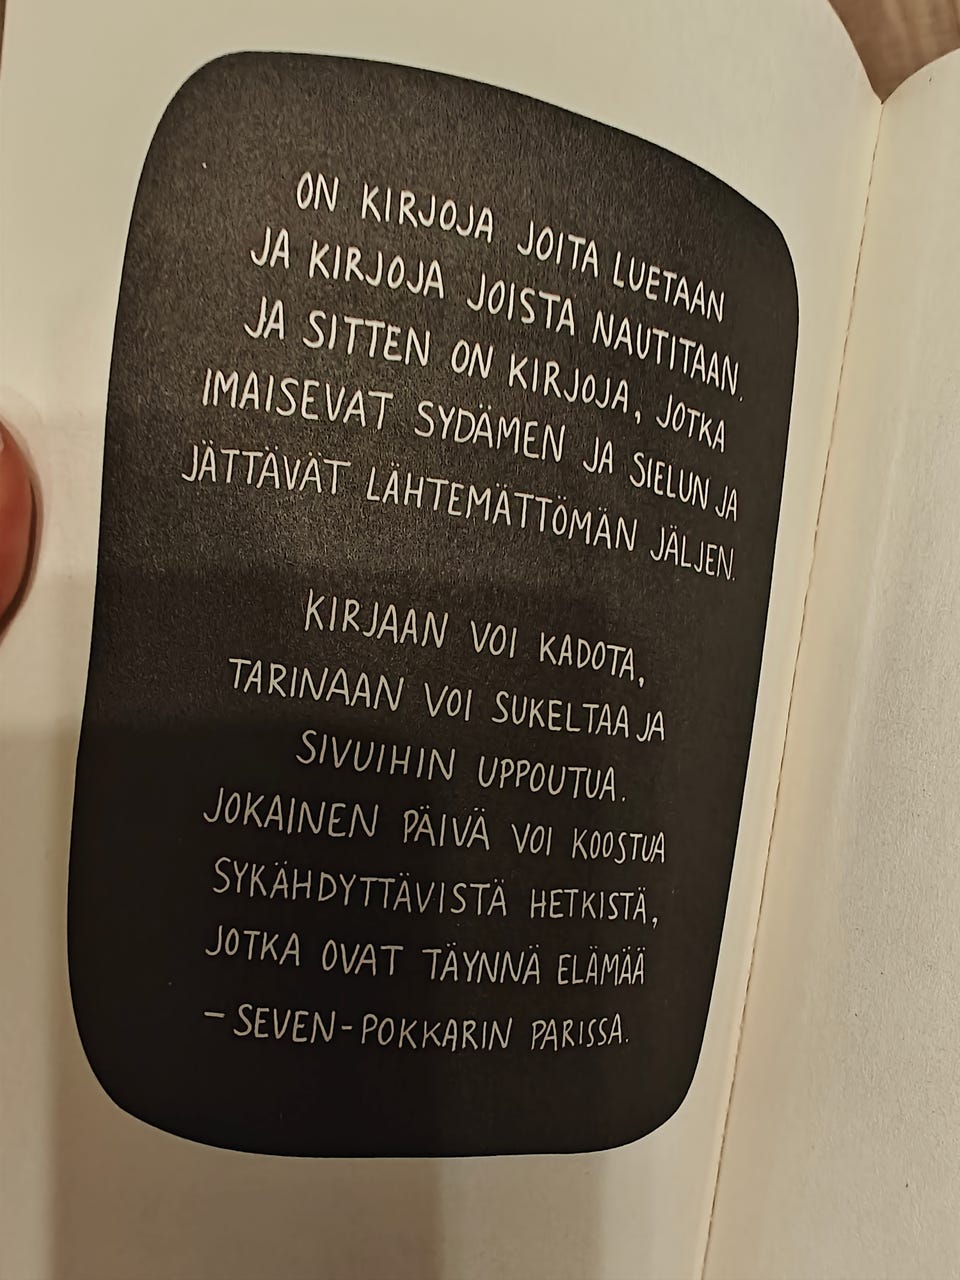 ON KIRJOJA JOITA LUETAAN
JA KIRJOJA JOISTA NAUTITAAN.
JA SITTEN ON KIRJOJA, JOTKA
IMAISEVAT SYDÄMEN JA SIELUN JA
JÄTTÄVÄT LÄHTEMÄTTÖMÄN JÄLJEN.
KIRJAAN VOI KADOTA,
TARINAAN VOI SUKELTAA JA
SIVUIHIN UPPOUTUA.
JOKAINEN PÄIVÄ VOI KOOSTUA
SYKÄHDYTTÄVISTÄ HETKISTÄ,
JOTKA OVAT TÄYNNÄ ELÄMÄÄ
– SEVEN-POKKARIN PARISSA.